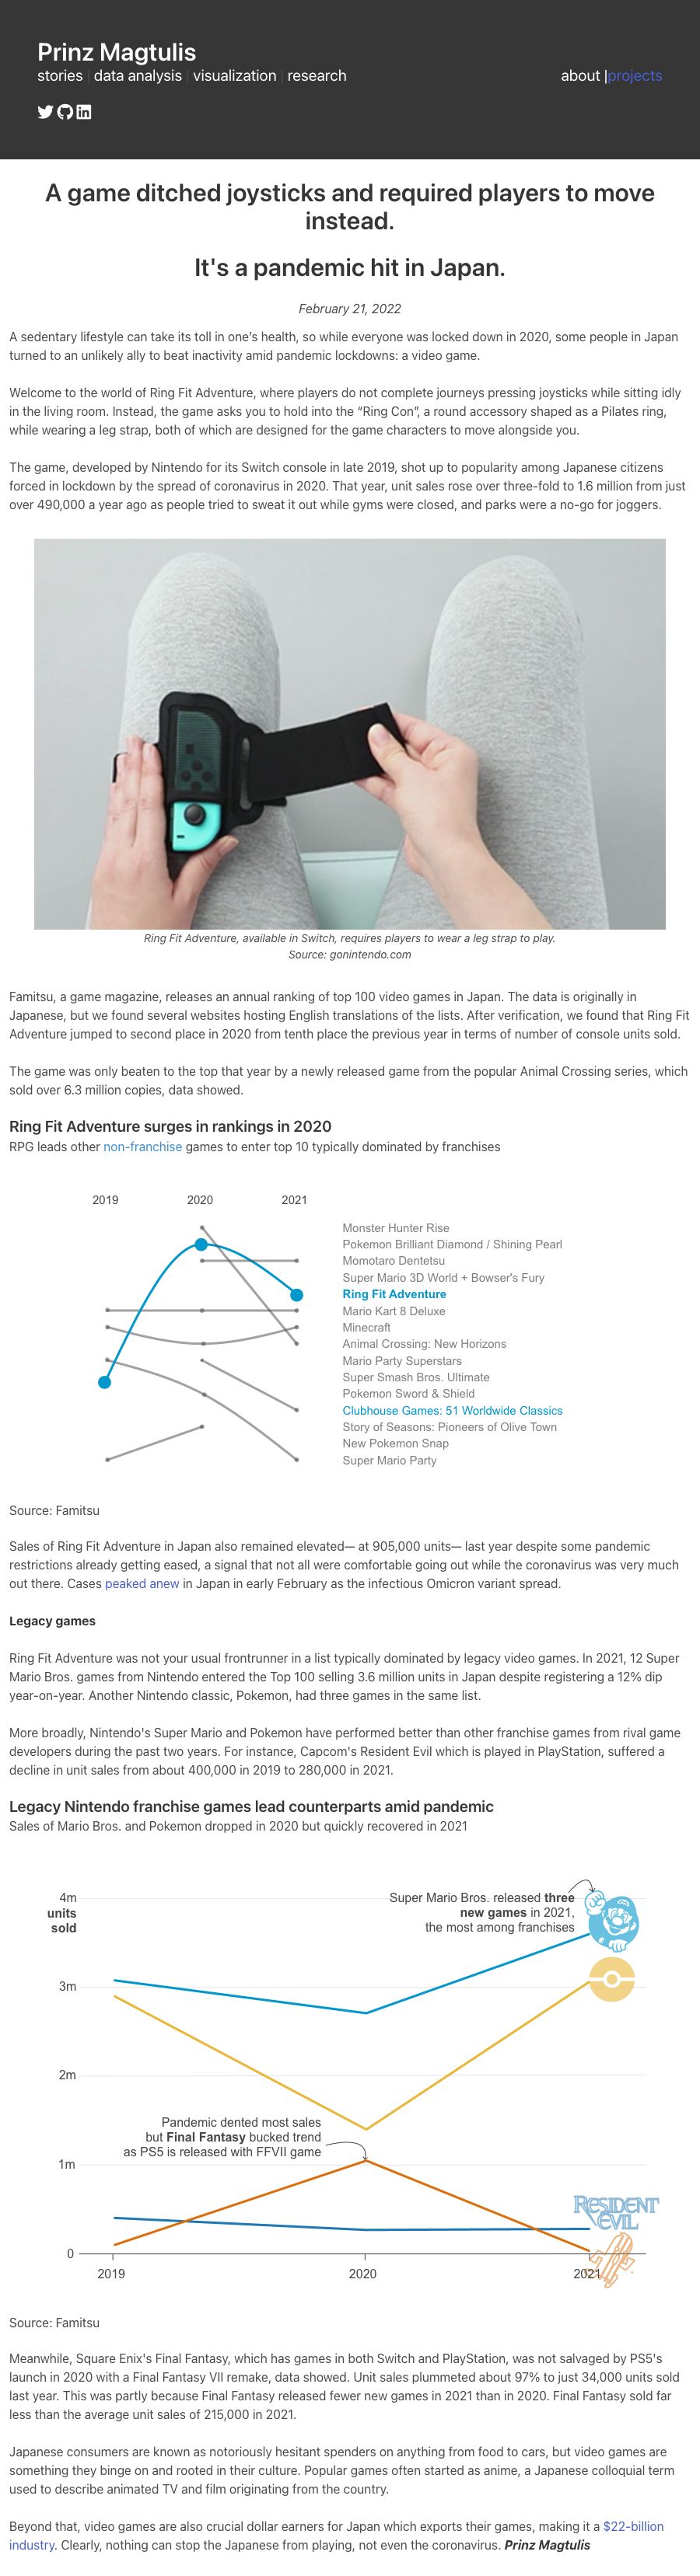 Prinz Magtulis
stories | data analysis | visualization | research
about |projects
A game ditched joysticks and required players to move
instead.
It's a pandemic hit in Japan.
February 21, 2022
A sedentary lifestyle can take its toll in one's health, so while everyone was locked down in 2020, some people in Japan
turned to an unlikely ally to beat inactivity amid pandemic lockdowns: a video game.
Welcome to the world of Ring Fit Adventure, where players do not complete journeys pressing joysticks while sitting idly
in the living room. Instead, the game asks you to hold into the “Ring Con”, a round accessory shaped as a Pilates ring,
while wearing a leg strap, both of which are designed for the game characters to move alongside you.
The game, developed by Nintendo for its Switch console in late 2019, shot up to popularity among Japanese citizens
forced in lockdown by the spread of coronavirus in 2020. That year, unit sales rose over three-fold to 1.6 million from just
over 490,000 a year ago as people tried to sweat it out while gyms were closed, and parks were a no-go for joggers.
Ring Fit Adventure, available in Switch, requires players to wear a leg strap to play.
Source: gonintendo.com
Famitsu, a game magazine, releases an annual ranking of top 100 video games in Japan. The data is originally in
Japanese, but we found several websites hosting English translations of the lists. After verification, we found that Ring Fit
Adventure jumped to second place in 2020 from tenth place the previous year in terms of number of console units sold.
The game was only beaten to the top that year by a newly released game from the popular Animal Crossing series, which
sold over 6.3 million copies, data showed.
Ring Fit Adventure surges in rankings in 2020
RPG leads other non-franchise games to enter top 10 typically dominated by franchises
2019 2020 2021
Monster Hunter Rise
Pokemon Brilliant Diamond / Shining Pearl
Momotaro Dentetsu
Super Mario 3D World + Bowser's Fury
Ring Fit Adventure
Mario Kart 8 Deluxe
Minecraft
Animal Crossing: New Horizons
Mario Party Superstars
Super Smash Bros. Ultimate
Pokemon Sword & Shield
Clubhouse Games: 51 Worldwide Classics
Story of Seasons: Pioneers of Olive Town
New Pokemon Snap
Super Mario Party
Source: Famitsu
Sales of Ring Fit Adventure in Japan also remained elevated— at 905,000 units— last year despite some pandemic
restrictions already getting eased, a signal that not all were comfortable going out while the coronavirus was very much
out there. Cases peaked anew in Japan in early February as the infectious Omicron variant spread.
Legacy games
Ring Fit Adventure was not your usual frontrunner in a list typically dominated by legacy video games. In 2021, 12 Super
Mario Bros. games from Nintendo entered the Top 100 selling 3.6 million units in Japan despite registering a 12% dip
year-on-year. Another Nintendo classic, Pokemon, had three games in the same list.
More broadly, Nintendo's Super Mario and Pokemon have performed better than other franchise games from rival game
developers during the past two years. For instance, Capcom's Resident Evil which is played in PlayStation, suffered a
decline in unit sales from about 400,000 in 2019 to 280,000 in 2021.
Legacy Nintendo franchise games lead counterparts amid pandemic
Sales of Mario Bros. and Pokemon dropped in 2020 but quickly recovered in 2021
4m
units
sold
Super Mario Bros. released three
new games in 2021,
the most among franchises
3m
2m
Pandemic dented most sales
but Final Fantasy bucked trend
as PS5 is released with FFVII game
1m
RESIDENT
EVIL
0
2019 2020 2021
Source: Famitsu
Meanwhile, Square Enix's Final Fantasy, which has games in both Switch and PlayStation, was not salvaged by PS5's
launch in 2020 with a Final Fantasy VII remake, data showed. Unit sales plummeted about 97% to just 34,000 units sold
last year. This was partly because Final Fantasy released fewer new games in 2021 than in 2020. Final Fantasy sold far
less than the average unit sales of 215,000 in 2021.
Japanese consumers are known as notoriously hesitant spenders on anything from food to cars, but video games are
something they binge on and rooted in their culture. Popular games often started as anime, a Japanese colloquial term
used to describe animated TV and film originating from the country.
Beyond that, video games are also crucial dollar earners for Japan which exports their games, making it a $22-billion
industry. Clearly, nothing can stop the Japanese from playing, not even the coronavirus. Prinz Magtulis